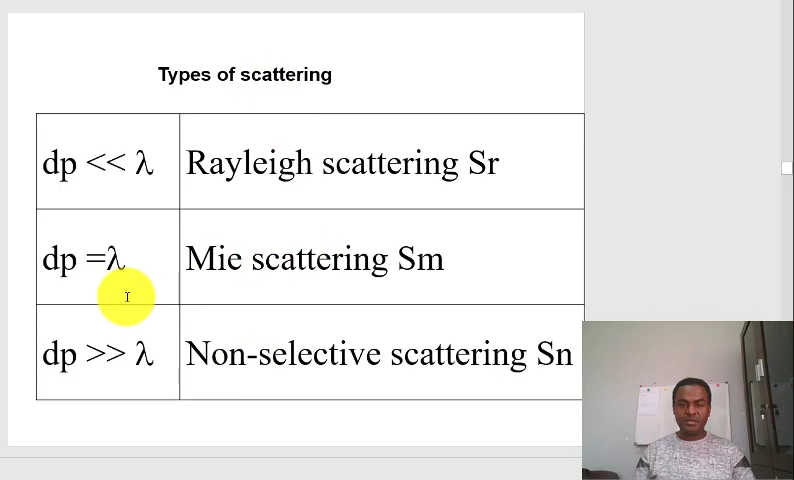 Types of scattering
dp << λ Rayleigh scattering Sr
dp =λ Mie scattering Sm
dp >> λ Non-selective scattering Sn